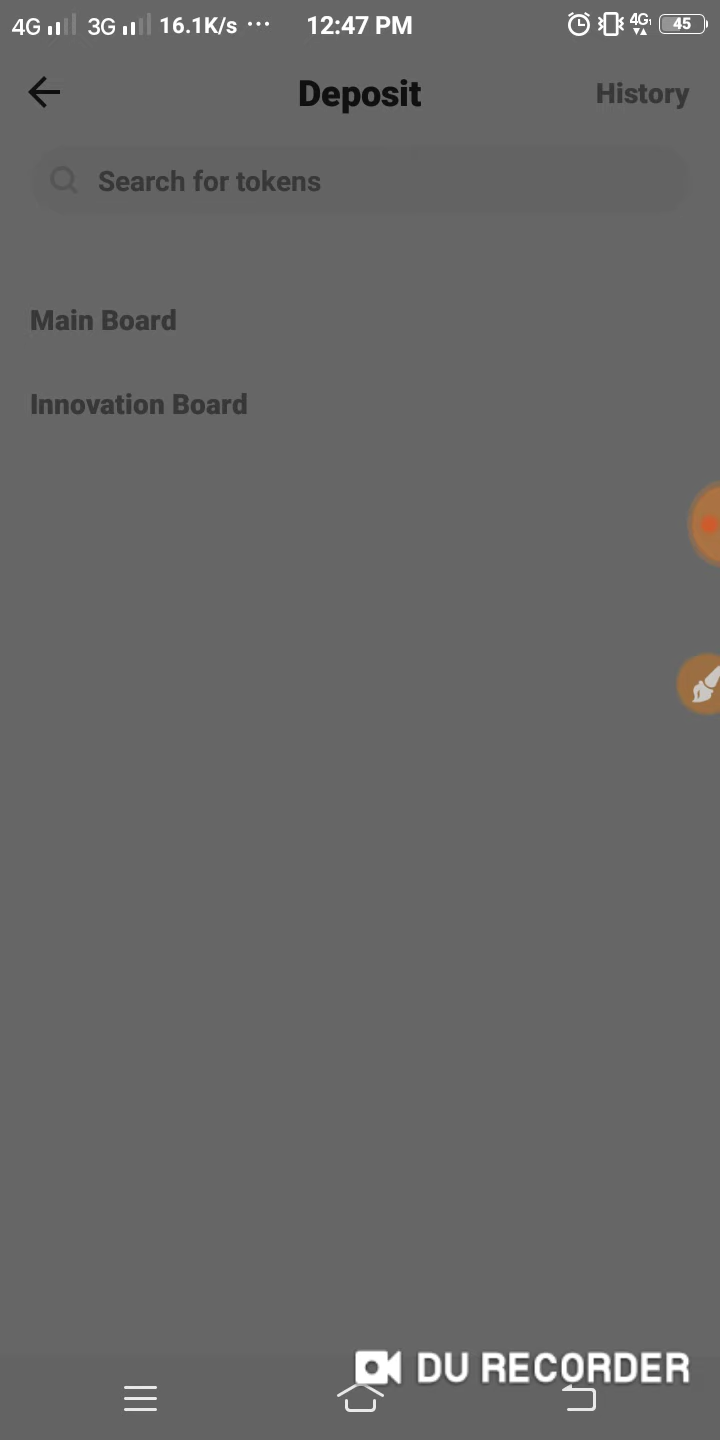 4G 3G 16.1K/s ... 12:47 PM 4G 45
Deposit History
Search for tokens
Main Board
Innovation Board
DU RECORDER